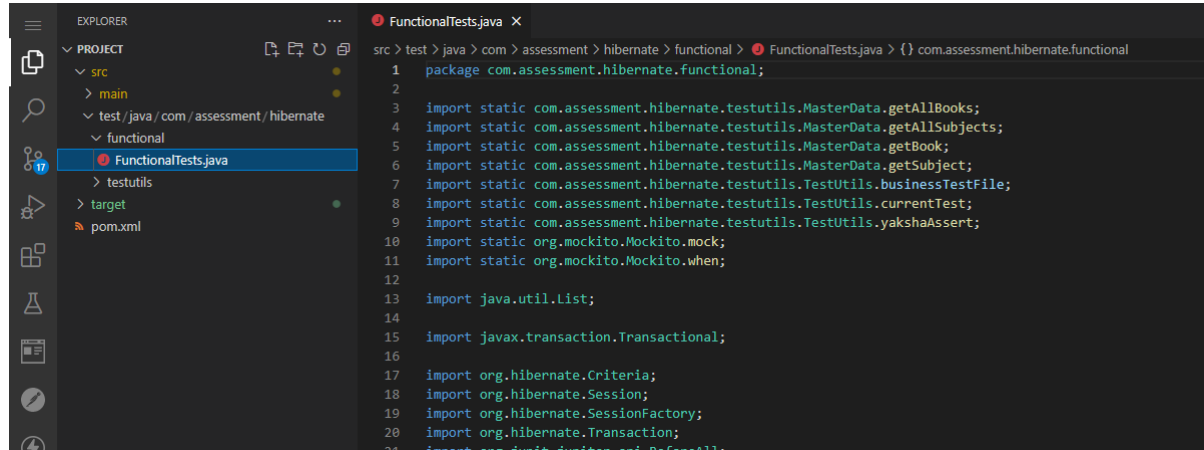 EXPLORER
PROJECT
src
main
test/java/com/assessment/hibernate
functional
J FunctionalTests.java
testutils
target
pom.xml
17
J FunctionalTests.java
src > test > java > com > assessment > hibernate > functional > J FunctionalTests.java > {} com.assessment.hibernate.functional
1 package com.assessment.hibernate.functional;
2
3 import static com.assessment.hibernate.testutils.MasterData.getAllBooks;
4 import static com.assessment.hibernate.testutils.MasterData.getAllSubjects;
5 import static com.assessment.hibernate.testutils.MasterData.getBook;
6 import static com.assessment.hibernate.testutils.MasterData.getSubject;
7 import static com.assessment.hibernate.testutils.TestUtils.businessTestFile;
8 import static com.assessment.hibernate.testutils.TestUtils.currentTest;
9 import static com.assessment.hibernate.testutils.TestUtils.yakshaAssert;
10 import static org.mockito.Mockito.mock;
11 import static org.mockito.Mockito.when;
12
13 import java.util.List;
14
15 import javax.transaction.Transactional;
16
17 import org.hibernate.Criteria;
18 import org.hibernate.Session;
19 import org.hibernate.SessionFactory;
20 import org.hibernate.Transaction;
21 import org.junit.jupiter.api.BeforeAll;